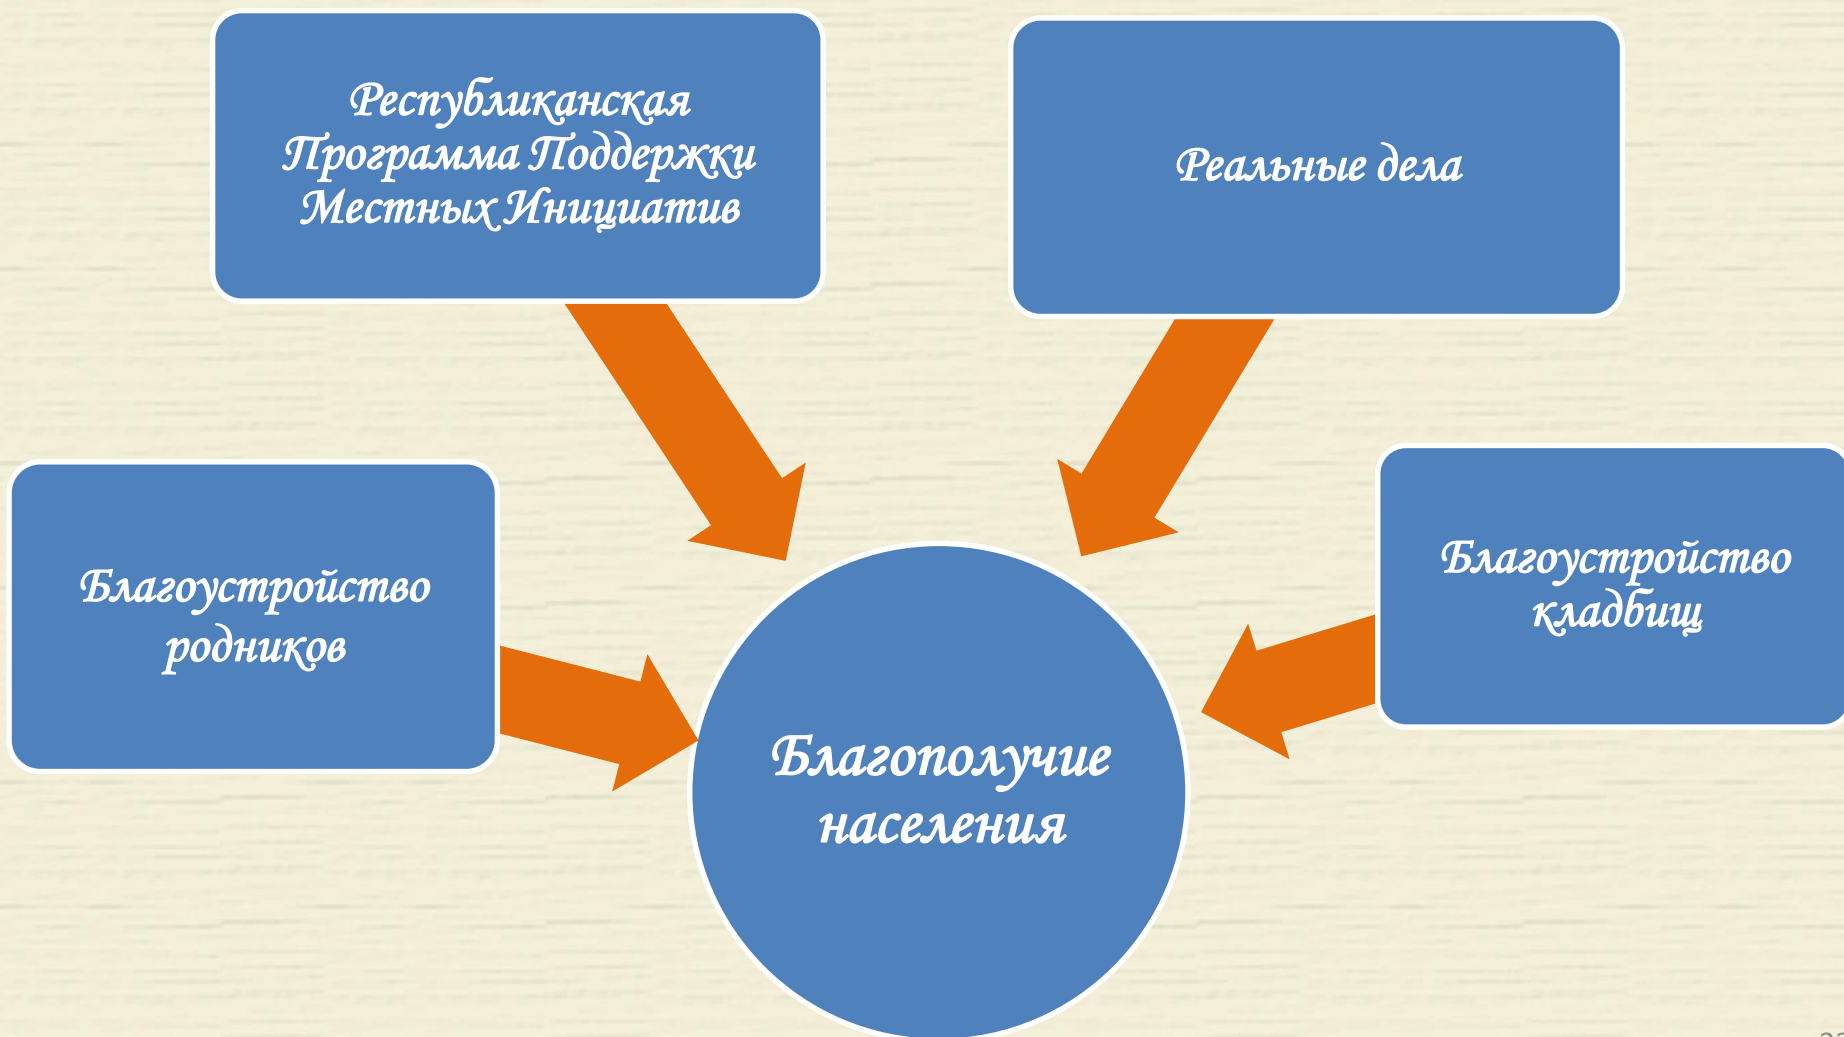 Республиканская
Программа Поддержки
Местных Инициатив
Реальные дела
Благоустройство
родников
Благоустройство
кладбищ
Благополучие
населения